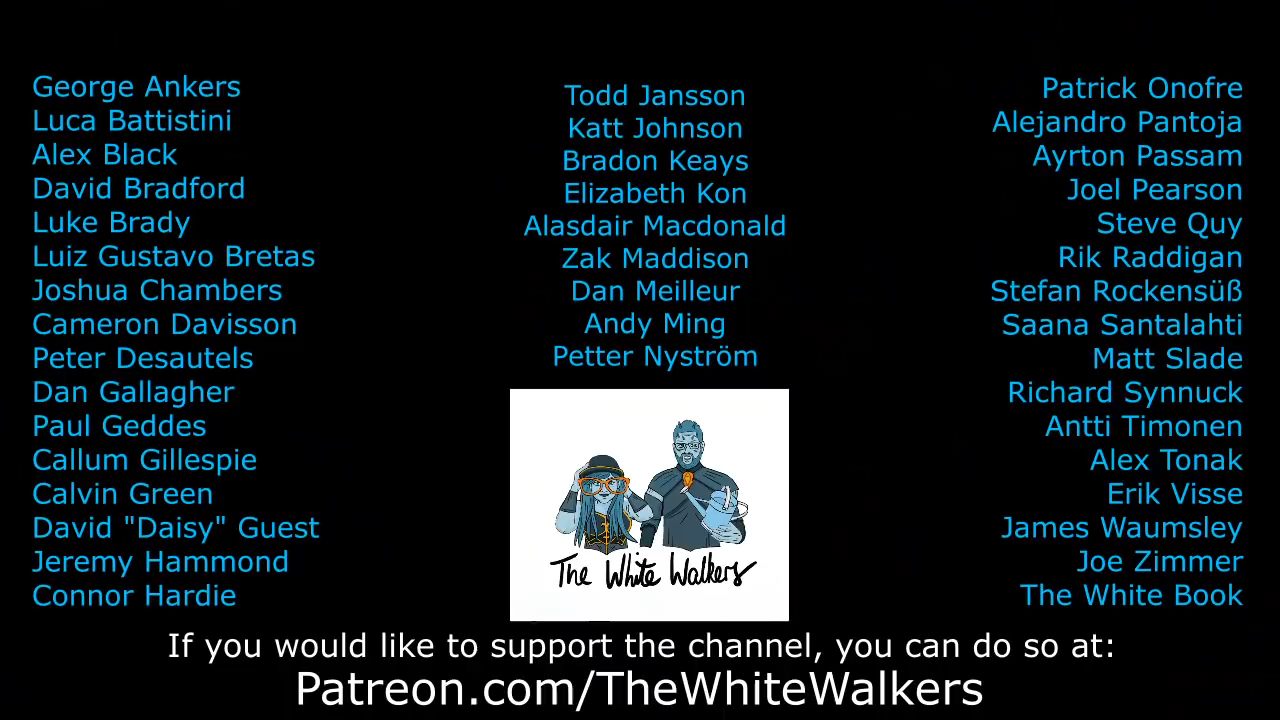 George Ankers
Luca Battistini
Alex Black
David Bradford
Luke Brady
Luiz Gustavo Bretas
Joshua Chambers
Cameron Davisson
Peter Desautels
Dan Gallagher
Paul Geddes
Callum Gillespie
Calvin Green
David "Daisy" Guest
Jeremy Hammond
Connor Hardie
Todd Jansson
Katt Johnson
Bradon Keays
Elizabeth Kon
Alasdair Macdonald
Zak Maddison
Dan Meilleur
Andy Ming
Petter Nyström
The White Walkers
Patrick Onofre
Alejandro Pantoja
Ayrton Passam
Joel Pearson
Steve Quy
Rik Raddigan
Stefan Rockensüß
Saana Santalahti
Matt Slade
Richard Synnuck
Antti Timonen
Alex Tonak
Erik Visse
James Waumsley
Joe Zimmer
The White Book
If you would like to support the channel, you can do so at:
Patreon.com/TheWhiteWalkers